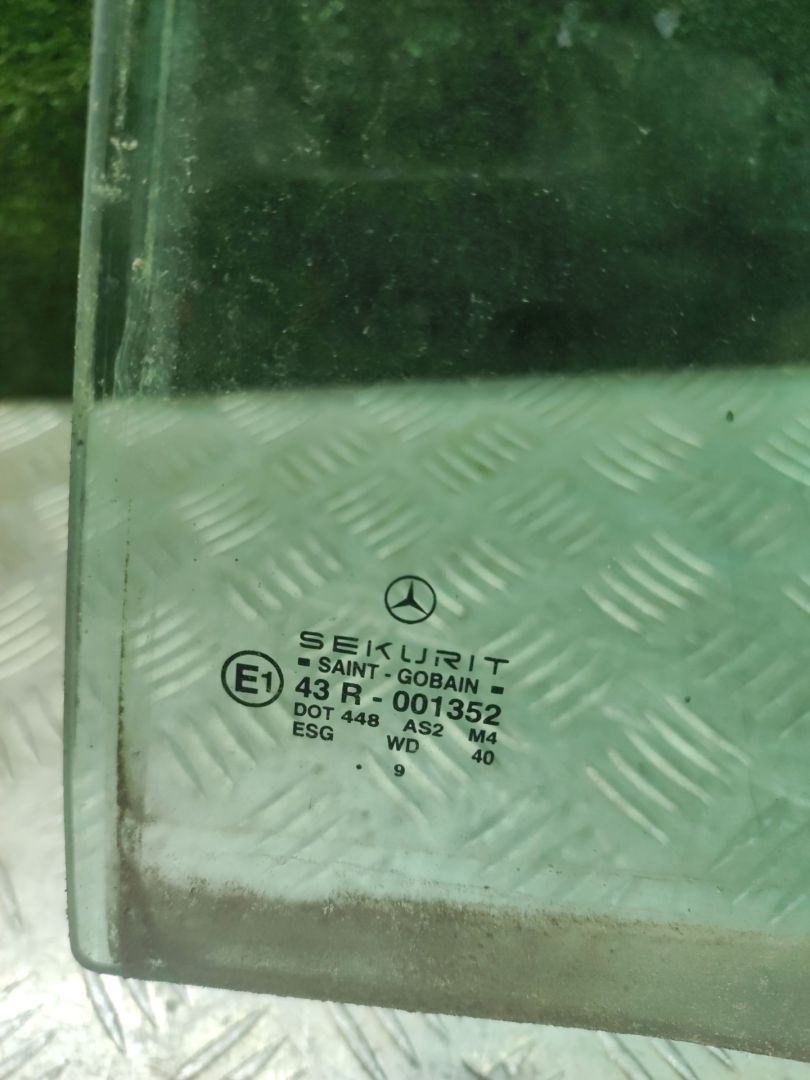 SEKURIT
SAINT - GOBAIN
E1 43 R - 001352
DOT 448 AS2 M4
ESG WD 40
. 9